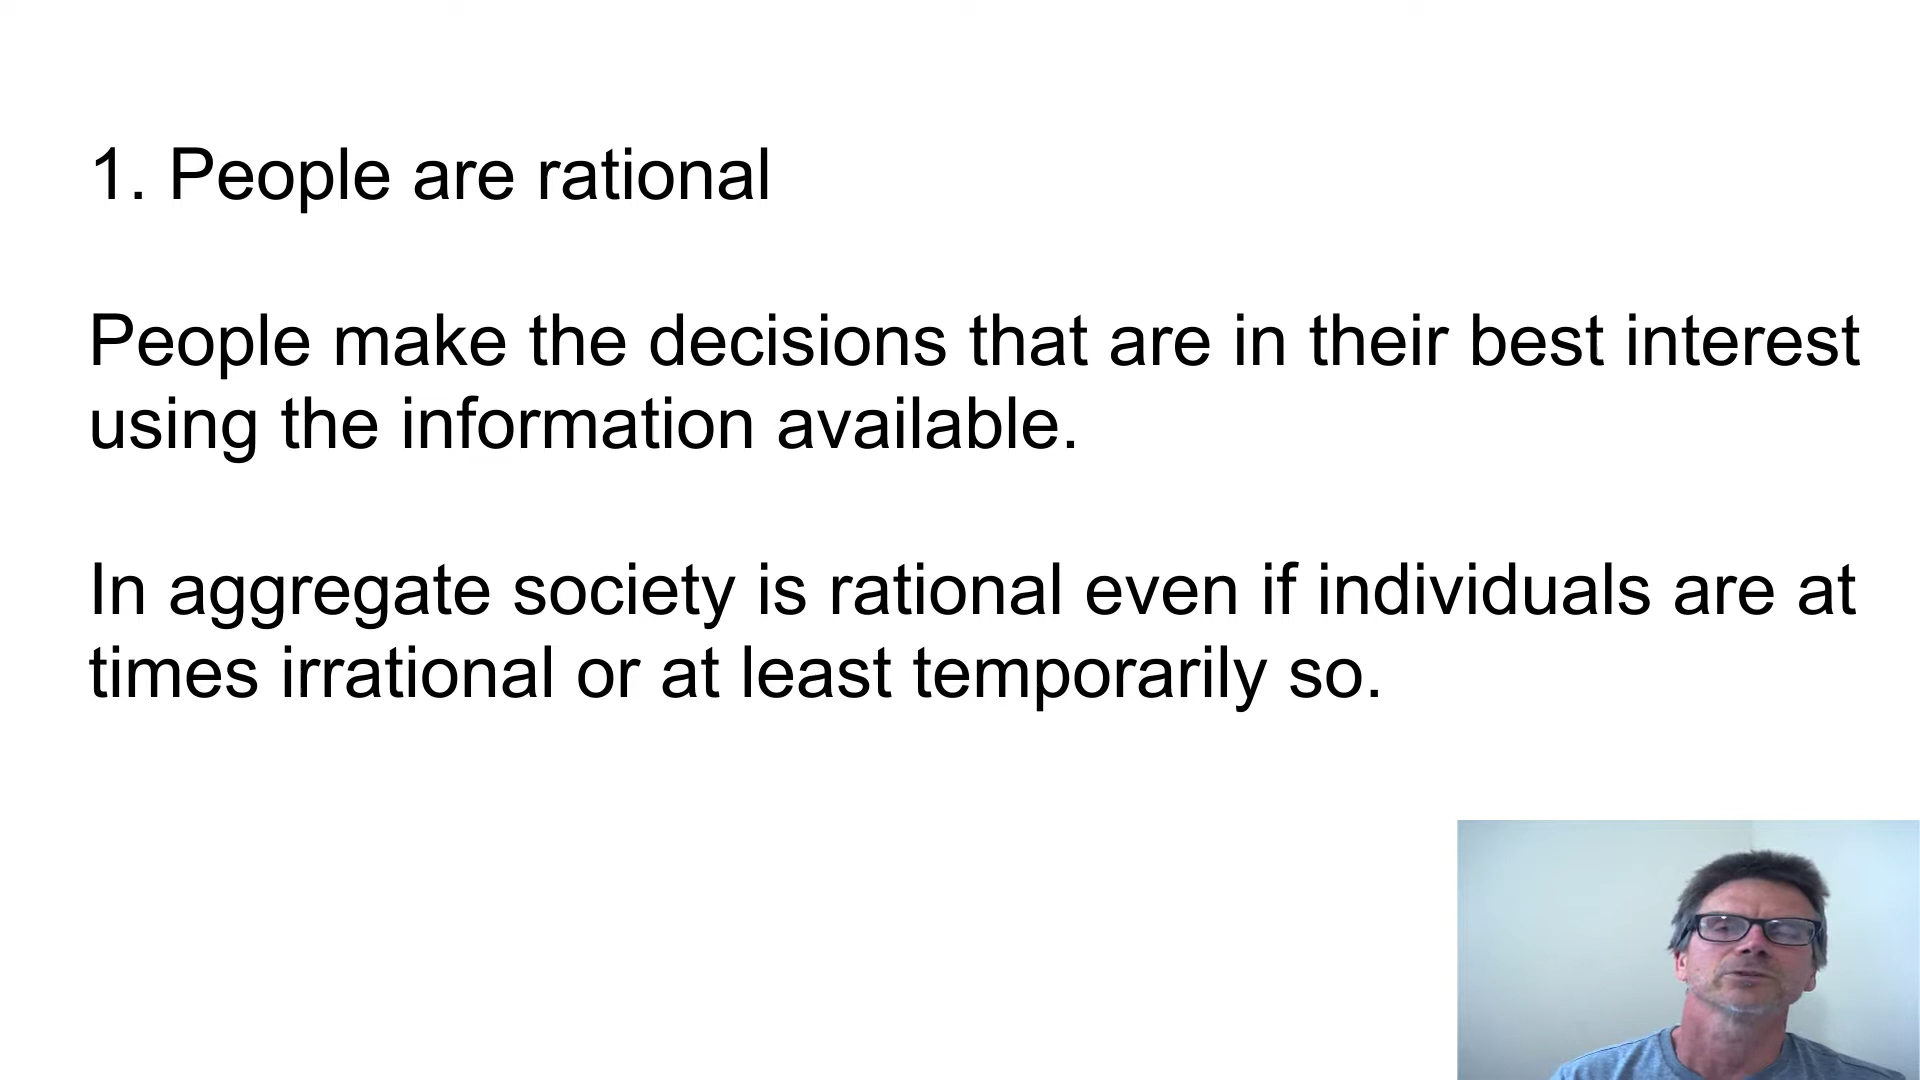 1. People are rational
People make the decisions that are in their best interest
using the information available.
In aggregate society is rational even if individuals are at
times irrational or at least temporarily so.